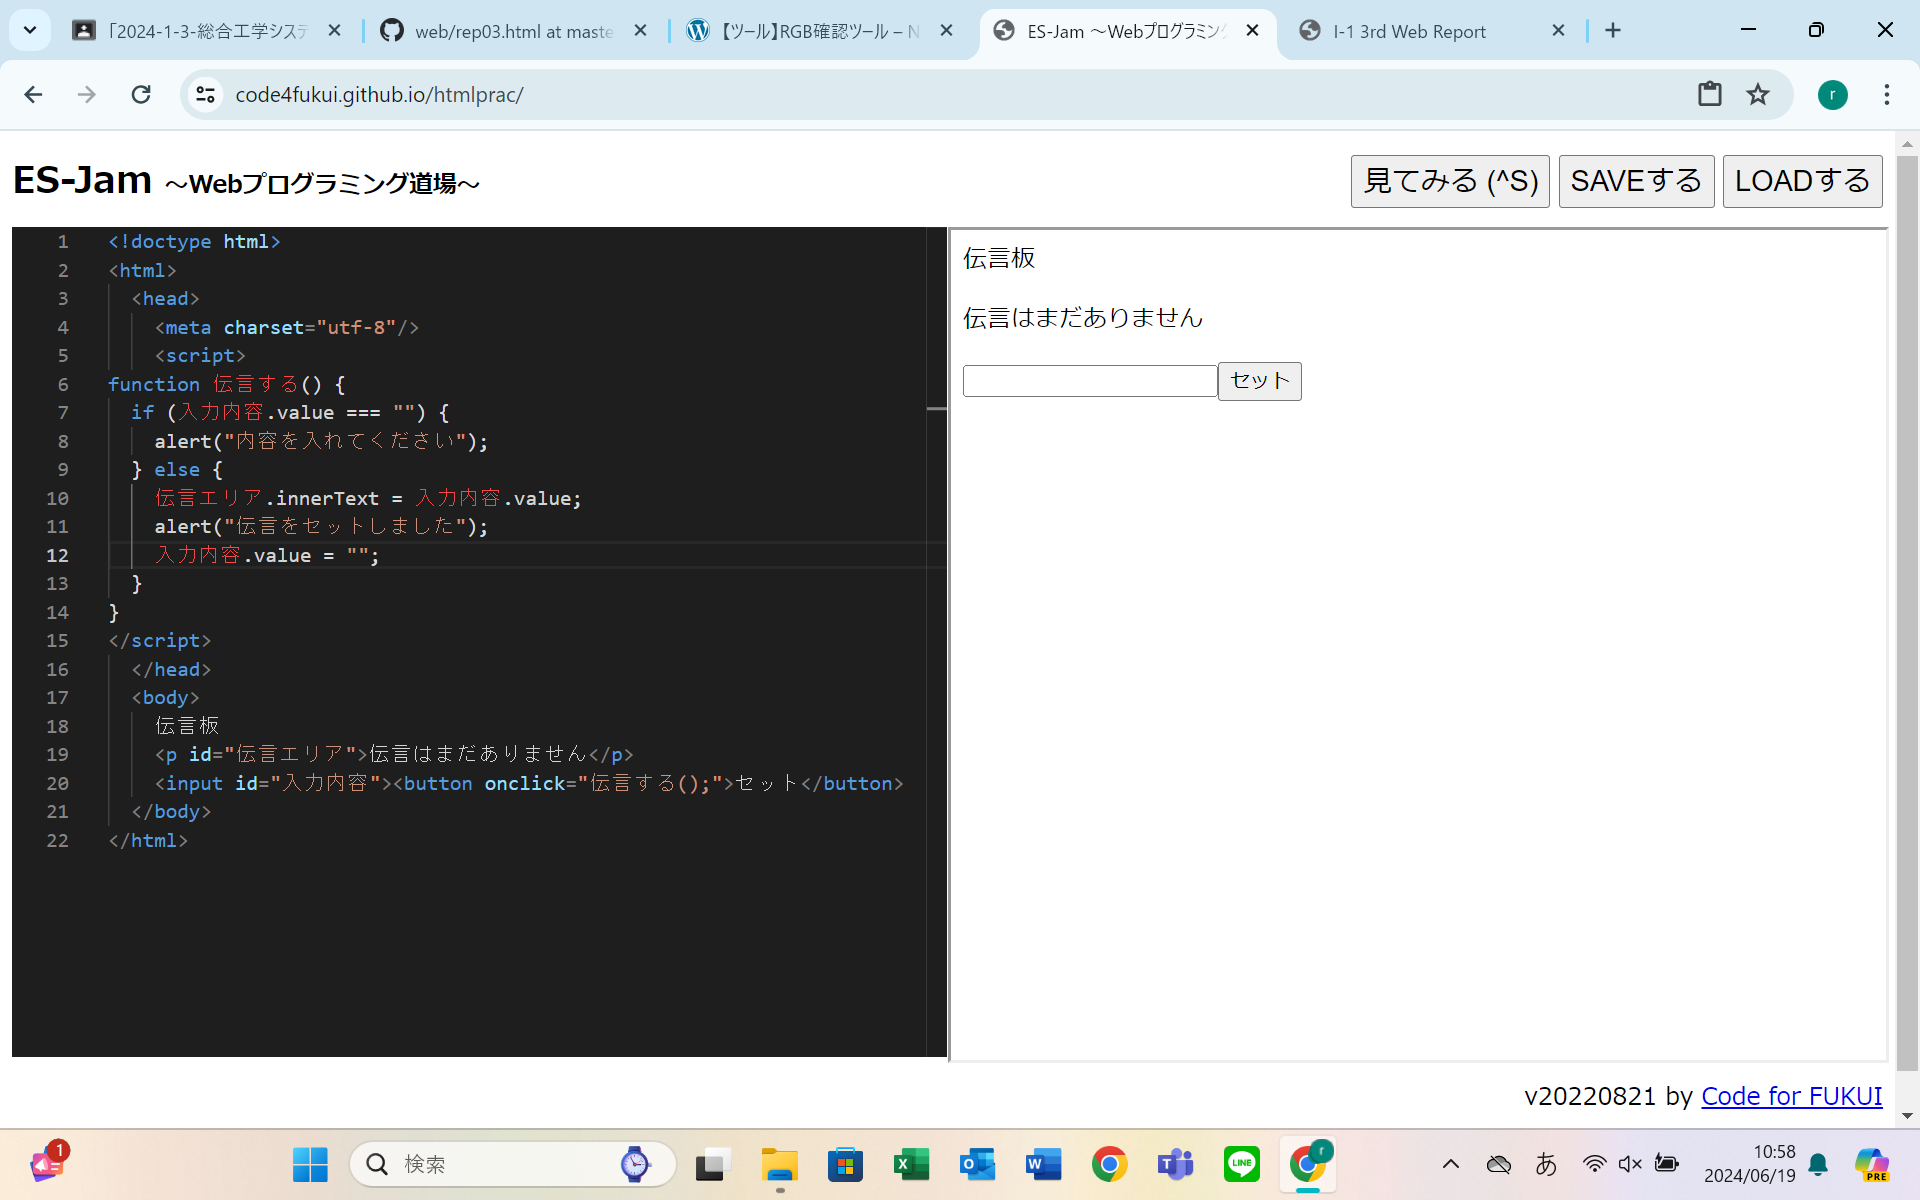 「2024-1-3-総合工学システ
web/rep03.html at maste
【ツール】RGB確認ツール – N
ES-Jam ～Webプログラミン
I-1 3rd Web Report
code4fukui.github.io/htmlprac/
r
ES-Jam ～Webプログラミング道場～
見てみる (^S)
SAVEする
LOADする
1 <!doctype html>
2 <html>
3 <head>
4 <meta charset="utf-8"/>
5 <script>
6 function 伝言する() {
7 if (入力内容.value === "") {
8 alert("内容を入れてください");
9 } else {
10 伝言エリア.innerText = 入力内容.value;
11 alert("伝言をセットしました");
12 入力内容.value = "";
13 }
14 }
15 </script>
16 </head>
17 <body>
18 伝言板
19 <p id="伝言エリア">伝言はまだありません</p>
20 <input id="入力内容"><button onclick="伝言する();">セット</button>
21 </body>
22 </html>
伝言板
伝言はまだありません
セット
v20220821 by Code for FUKUI
1
検索
LINE
r
あ
10:58
2024/06/19
PRE